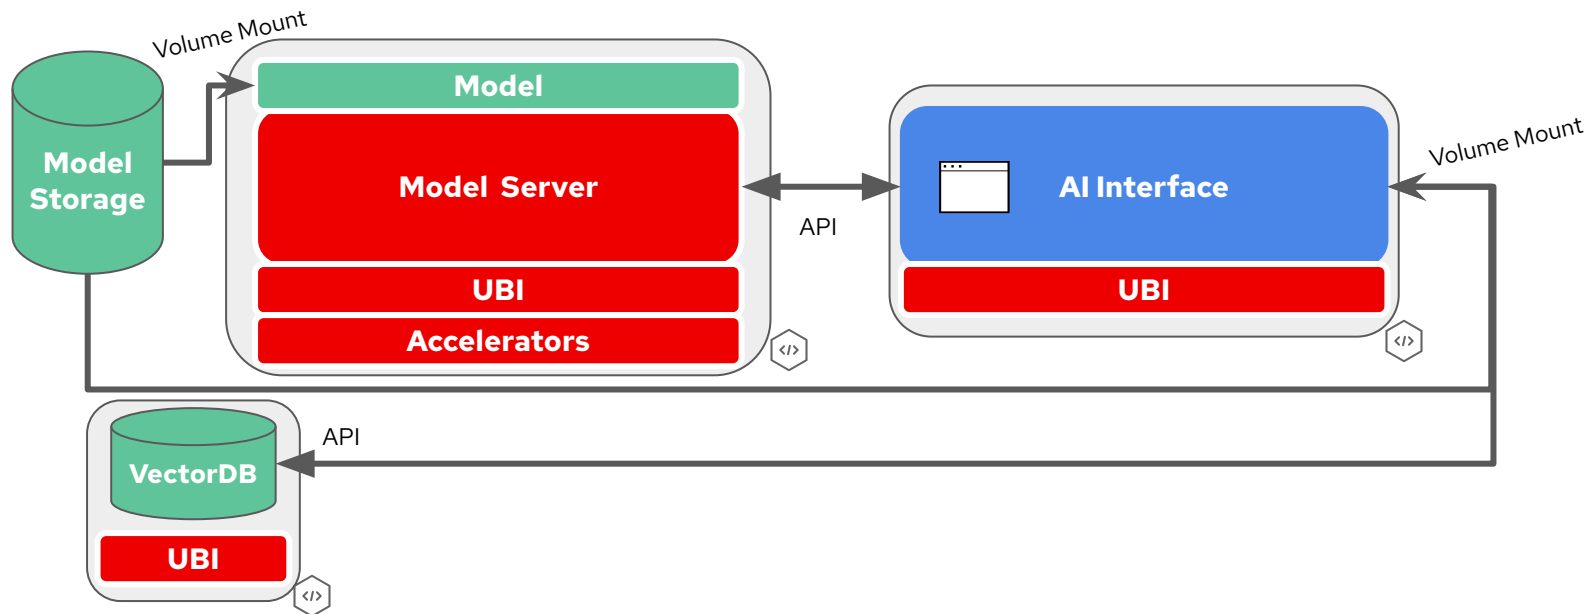 Volume Mount
Model
Storage
Model
Model Server
UBI
Accelerators
API
AI Interface
UBI
Volume Mount
</>
</>
API
VectorDB
UBI
</>